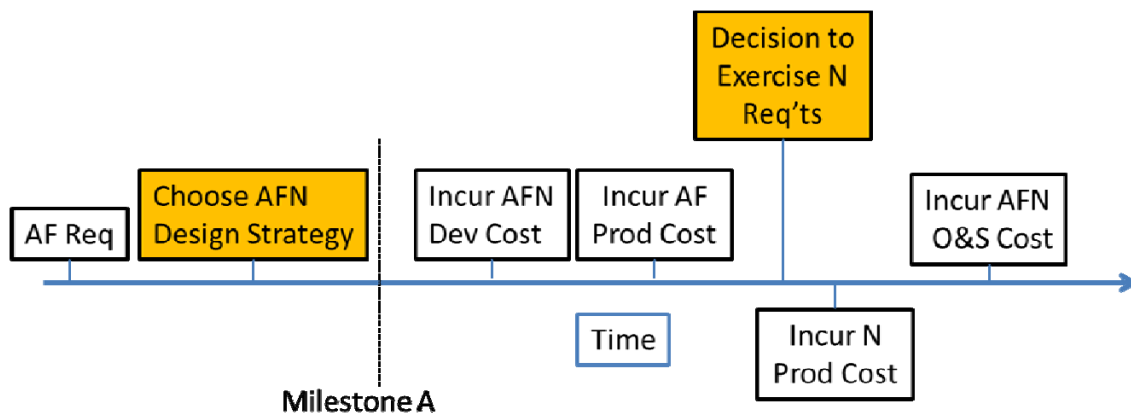 Decision to
Exercise N
Req'ts
AF Req
Choose AFN
Design Strategy
Incur AFN
Dev Cost
Incur AF
Prod Cost
Incur AFN
O&S Cost
Time
Incur N
Prod Cost
Milestone A